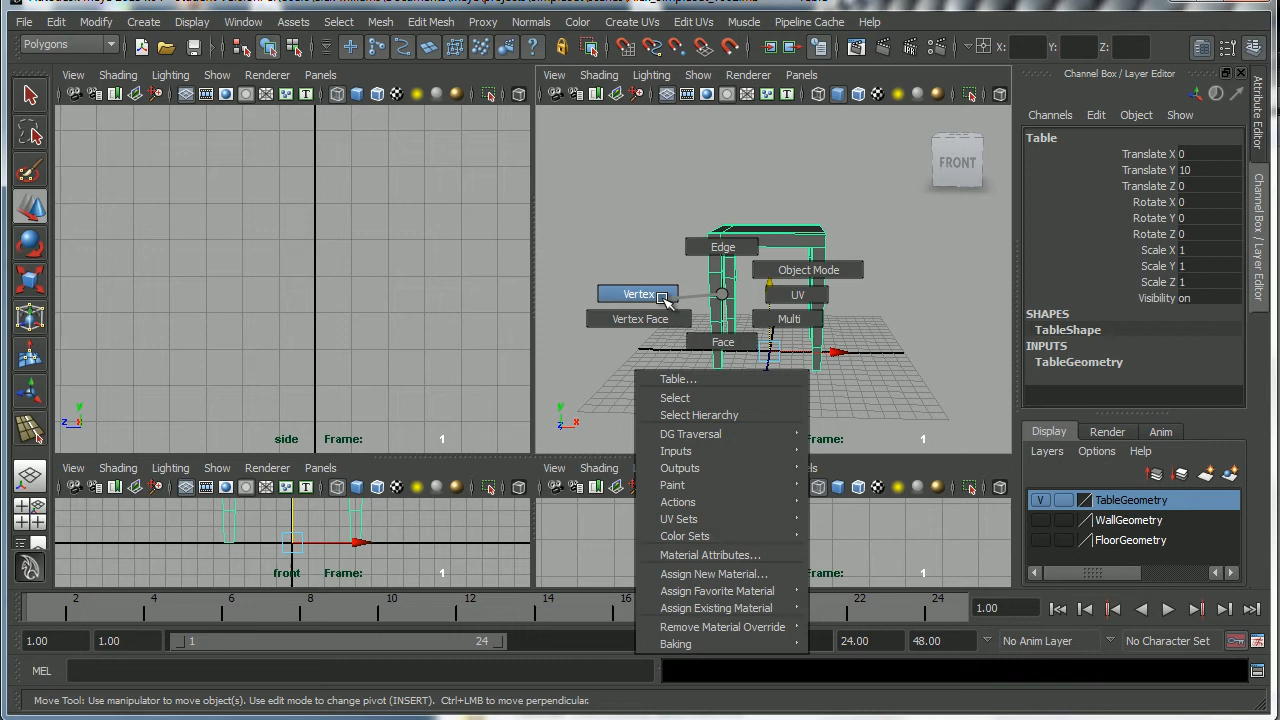 File Edit Modify Create Display Window Assets Select Mesh Edit Mesh Proxy Normals Color Create UVs Edit UVs Muscle Pipeline Cache Help
Polygons
X: Y: Z:
View Shading Lighting Show Renderer Panels
View Shading Lighting Show Renderer Panels
Channel Box / Layer Editor
Channels Edit Object Show
Attribute Editor
Channel Box / Layer Editor
Table
Translate X 0
Translate Y 10
Translate Z 0
Rotate X 0
Rotate Y 0
Rotate Z 0
Scale X 1
Scale Y 1
Scale Z 1
Visibility on
SHAPES
TableShape
INPUTS
TableGeometry
FRONT
Edge
Object Mode
Vertex
UV
Vertex Face
Multi
Face
Table...
Select
Select Hierarchy
DG Traversal
Inputs
Outputs
Paint
Actions
UV Sets
Color Sets
Material Attributes...
Assign New Material...
Assign Favorite Material
Assign Existing Material
Remove Material Override
Baking
y
z x
side Frame: 1
y
z x
Frame: 1
View Shading Lighting Show Renderer Panels
View Shading
front Frame: 1
Frame: 1
Display Render Anim
Layers Options Help
V TableGeometry
WallGeometry
FloorGeometry
2 4 6 8 10 12 14 16 22 24
1.00
1.00 1.00 1 24 24.00 48.00 No Anim Layer No Character Set
MEL
Move Tool: Use manipulator to move object(s). Use edit mode to change pivot (INSERT). Ctrl+LMB to move perpendicular.